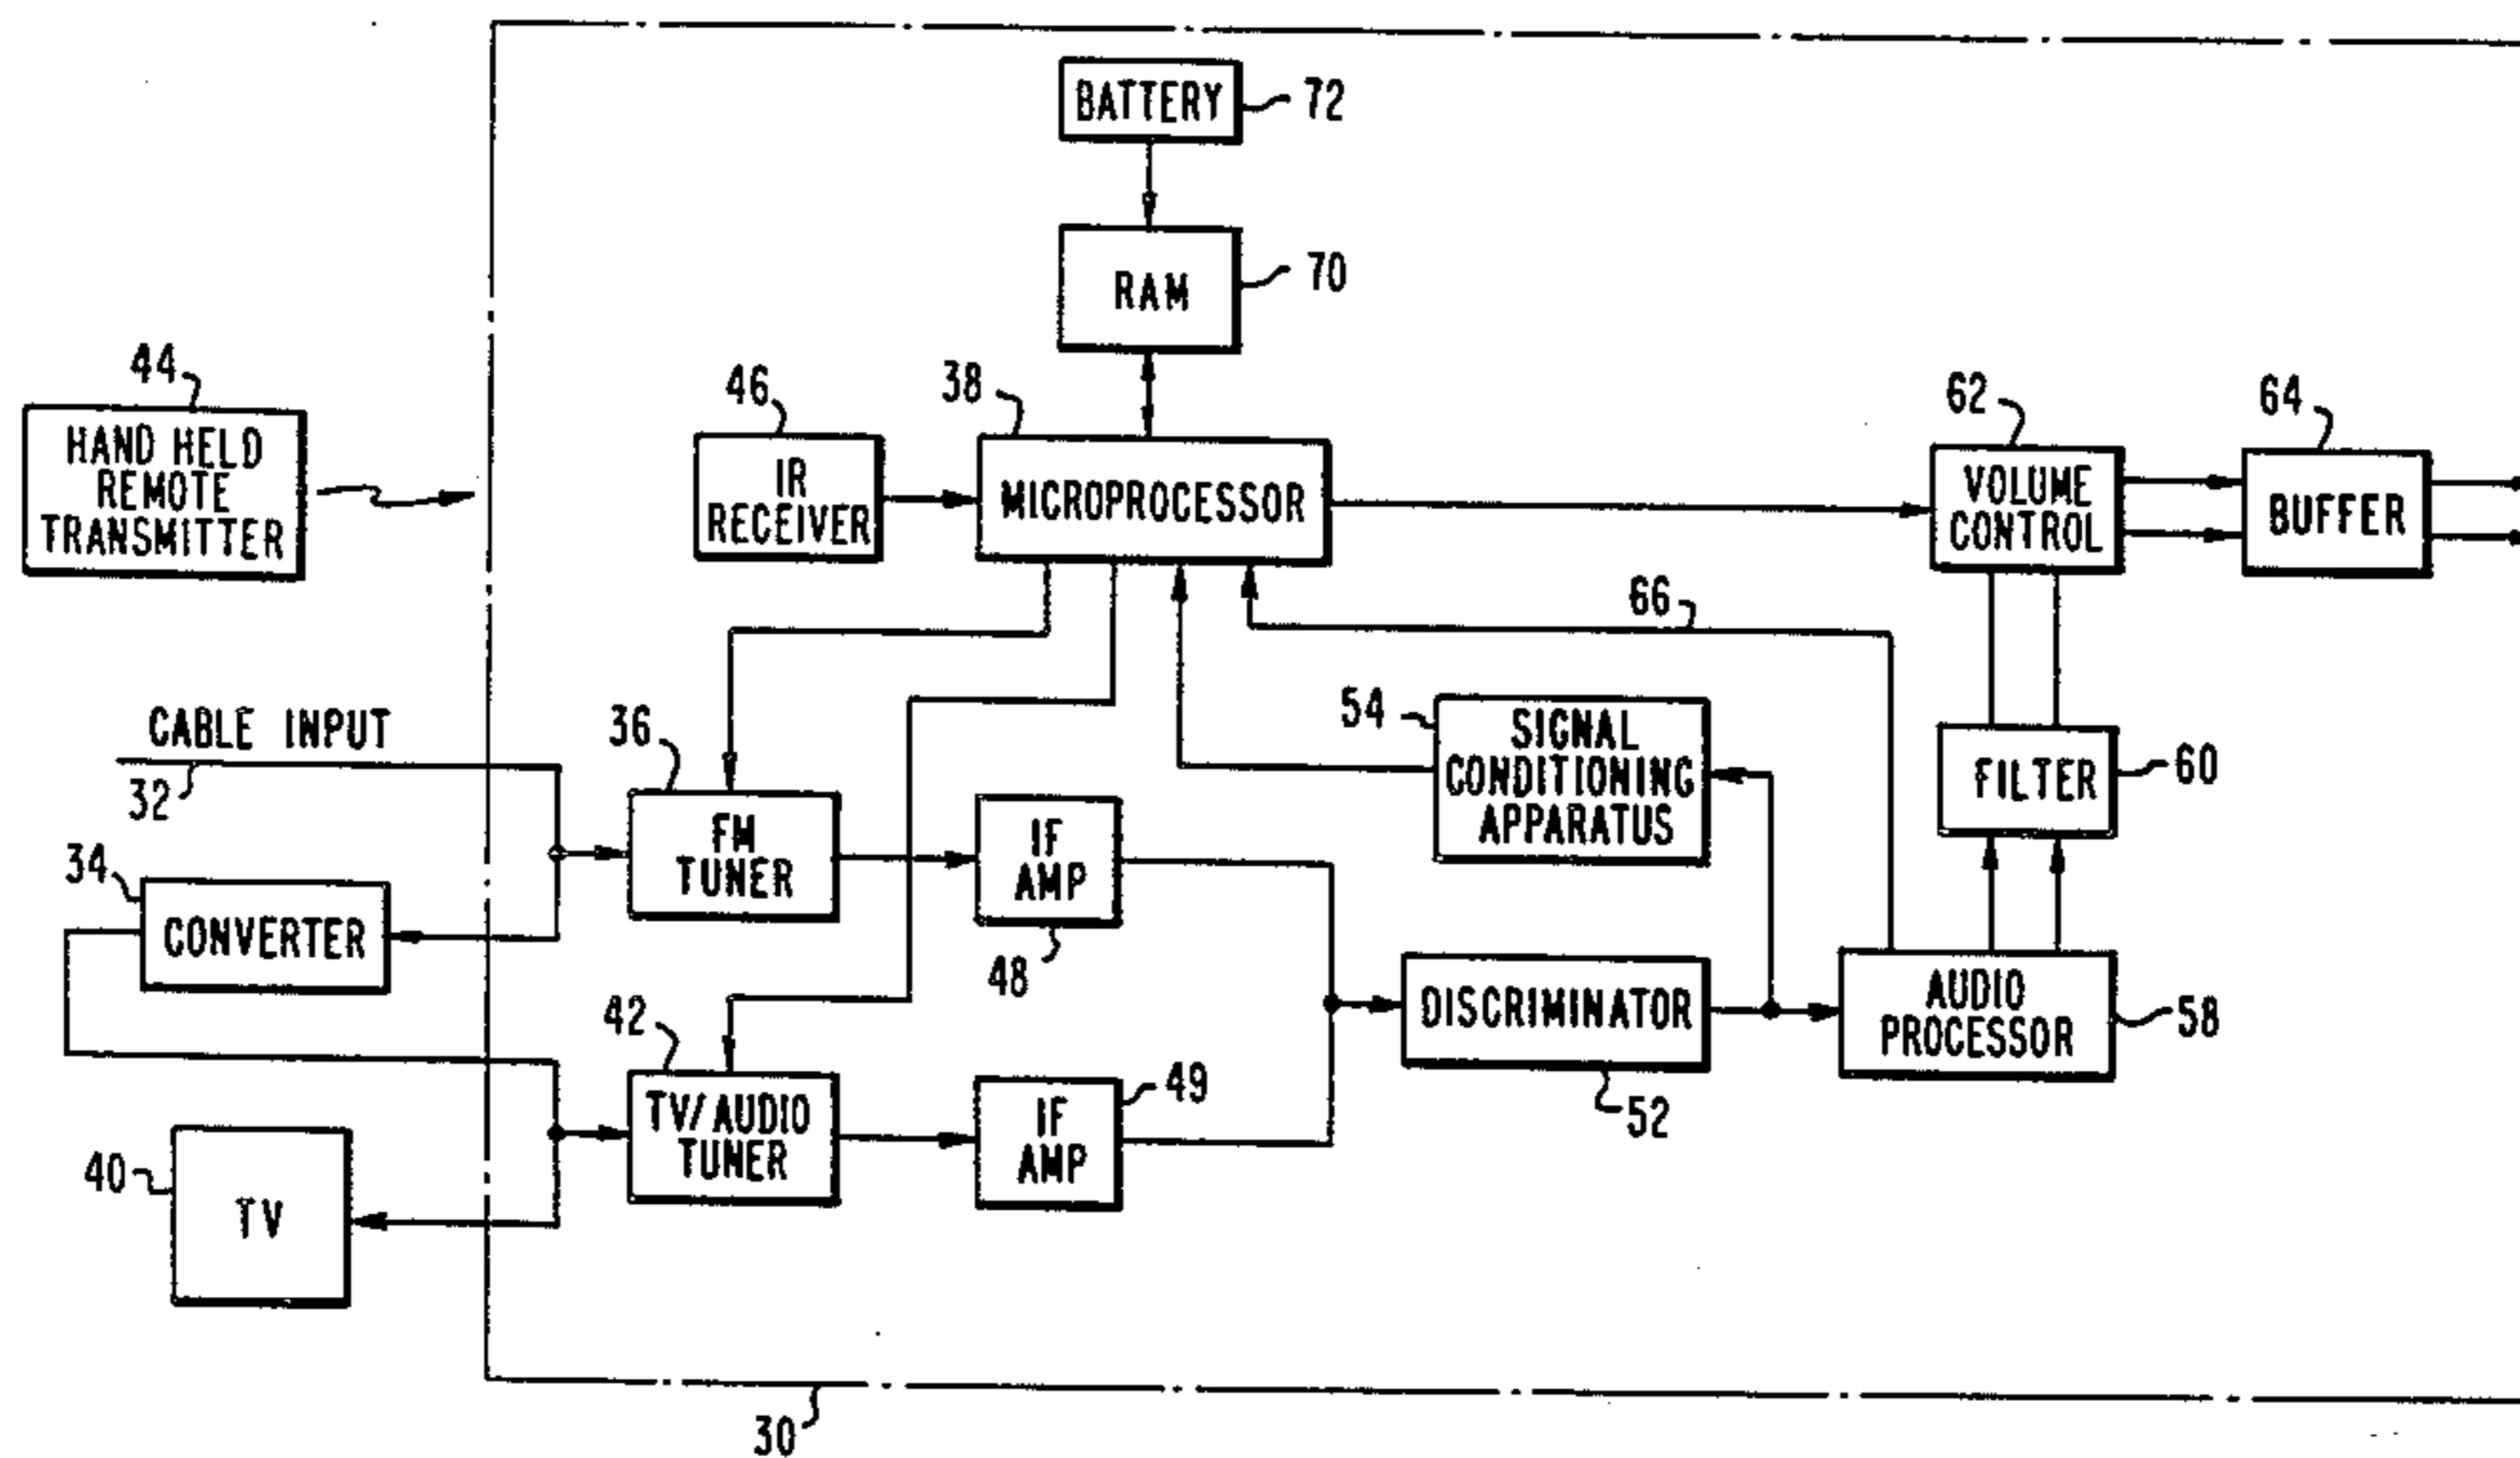 BATTERY
72
RAM
70
44
HAND HELD
REMOTE
TRANSMITTER
46
IR
RECEIVER
38
MICROPROCESSOR
62
VOLUME
CONTROL
64
BUFFER
66
CABLE INPUT
32
36
FM
TUNER
54
SIGNAL
CONDITIONING
APPARATUS
FILTER
60
34
CONVERTER
IF
AMP
48
42
TV/AUDIO
TUNER
IF
AMP
49
DISCRIMINATOR
52
AUDIO
PROCESSOR
58
40
TV
30